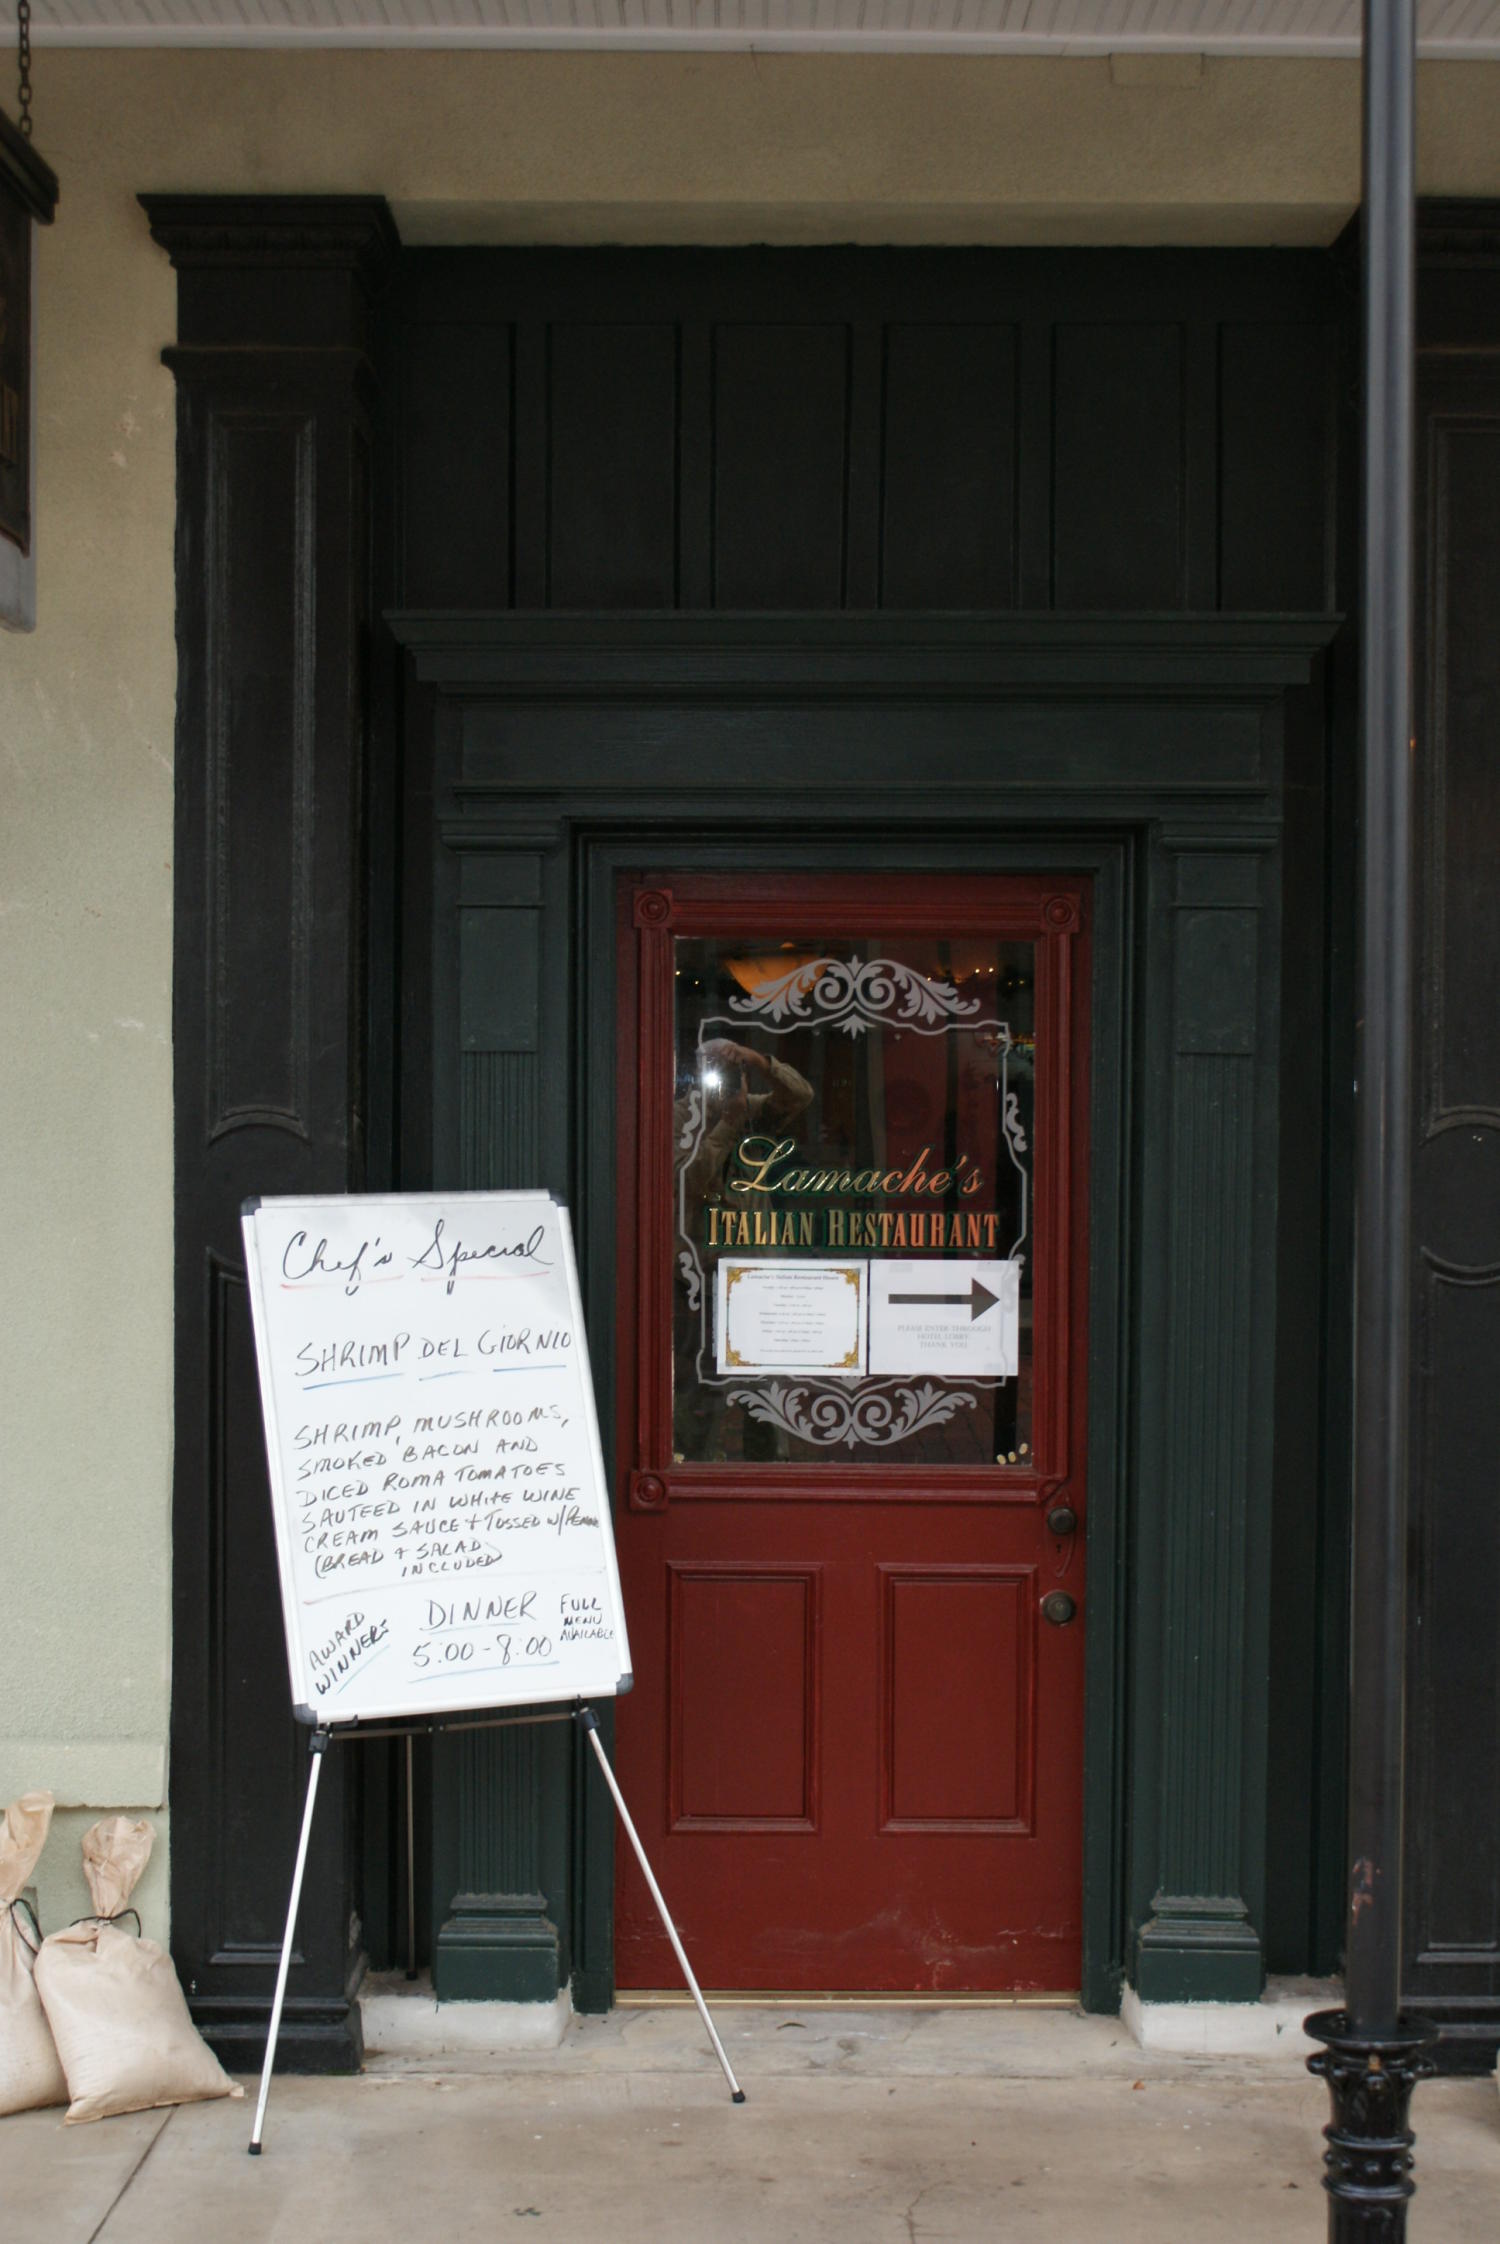 Chef's Special
SHRIMP DEL GIORNIO
SHRIMP, MUSHROOMS,
SMOKED BACON AND
DICED ROMA TOMATOES
SAUTEED IN WHITE WINE
CREAM SAUCE + TOSSED W/PENNE
(BREAD + SALAD
INCLUDED)
AWARD
WINNERS
DINNER
5:00-8:00
FULL
MENU
AVAILABLE
Lamache's
ITALIAN RESTAURANT
Lamache's Italian Restaurant Hours
PLEASE ENTER THROUGH
HOTEL LOBBY.
THANK YOU